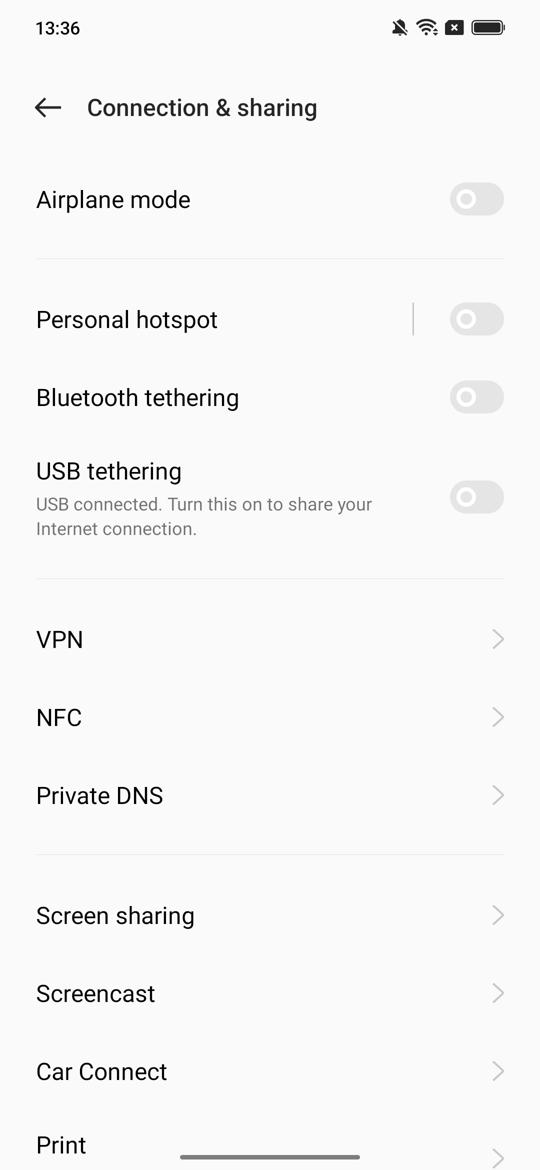 13:36
Connection & sharing
Airplane mode
Personal hotspot
Bluetooth tethering
USB tethering
USB connected. Turn this on to share your
Internet connection.
VPN
NFC
Private DNS
Screen sharing
Screencast
Car Connect
Print